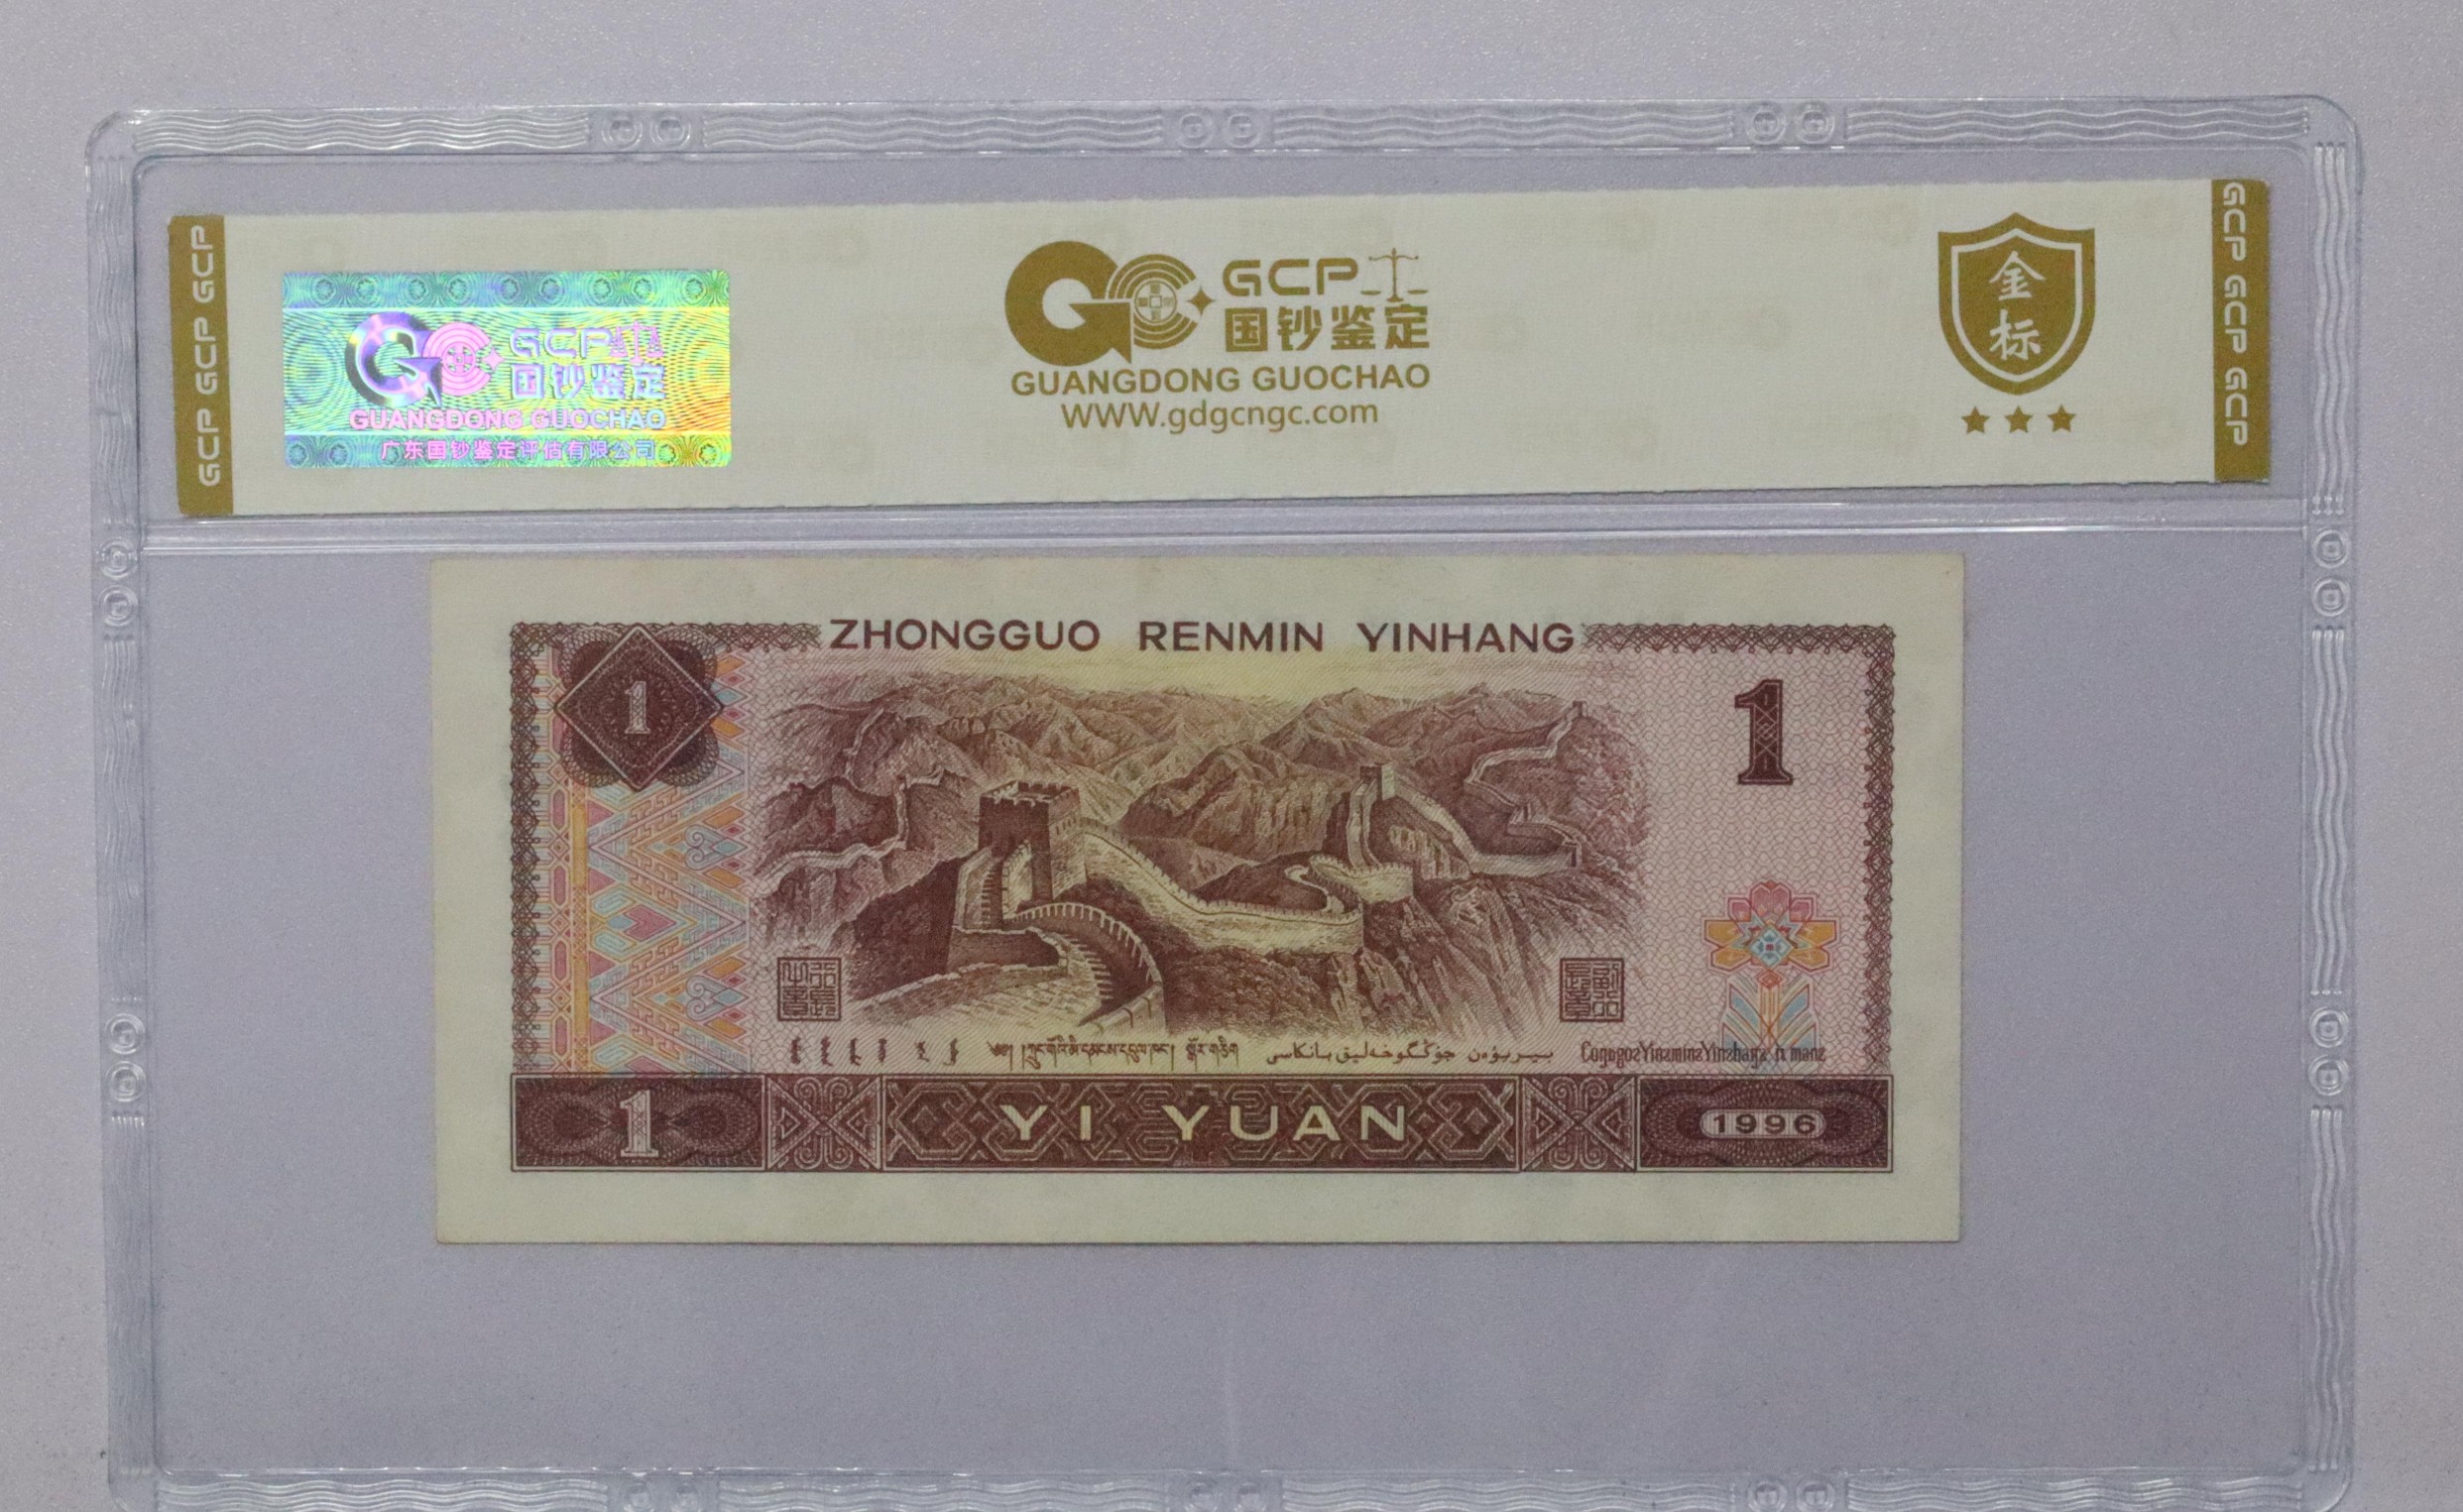 GCP GCP GCP
GCP
国钞鉴定
GUANGDONG GUOCHAO
广东国钞鉴定评估有限公司
GCP
国钞鉴定
GUANGDONG GUOCHAO
WWW.gdgcngc.com
金
标
GCP GCP GCP
ZHONGGUO RENMIN YINHANG
1
1
1
YI YUAN
1996